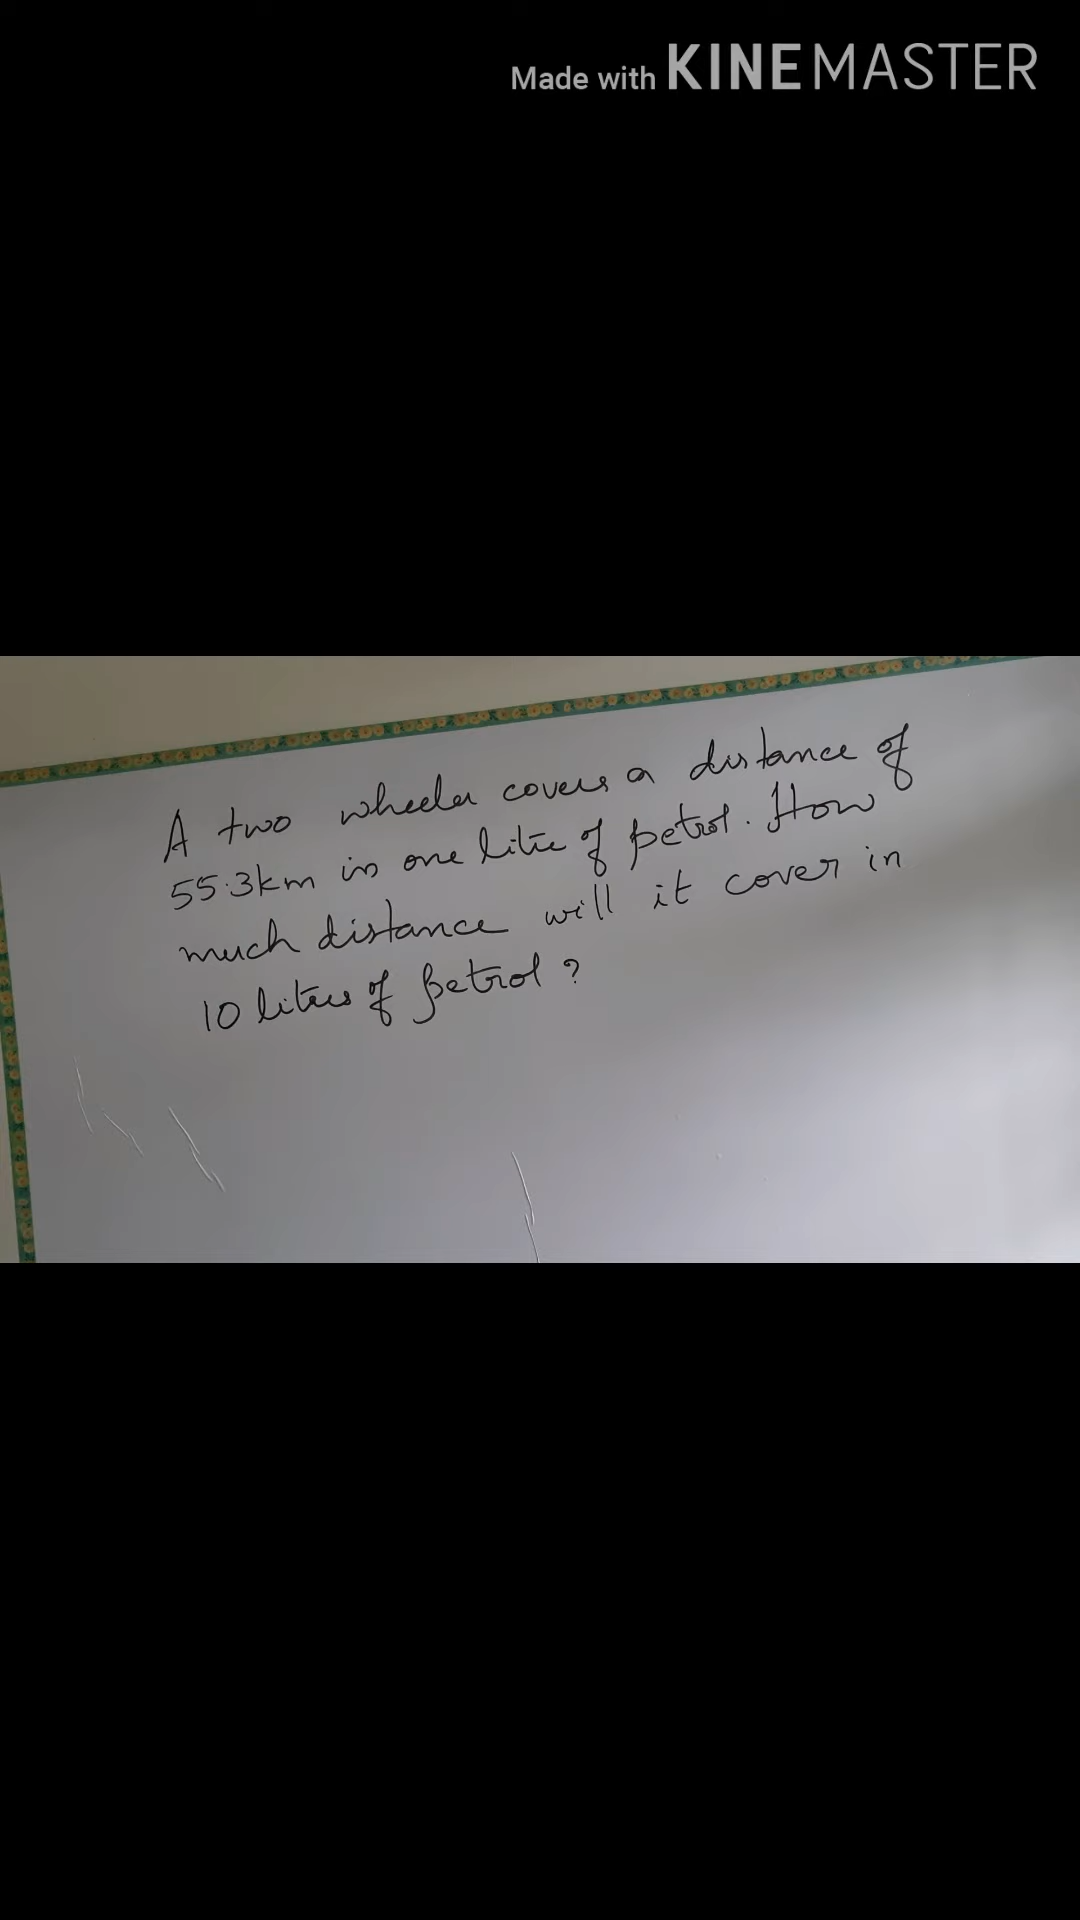 Made with KINEMASTER
A two wheeler covers a distance of
55.3km in one litre of petrol. How
much distance will it cover in
10 litres of petrol?